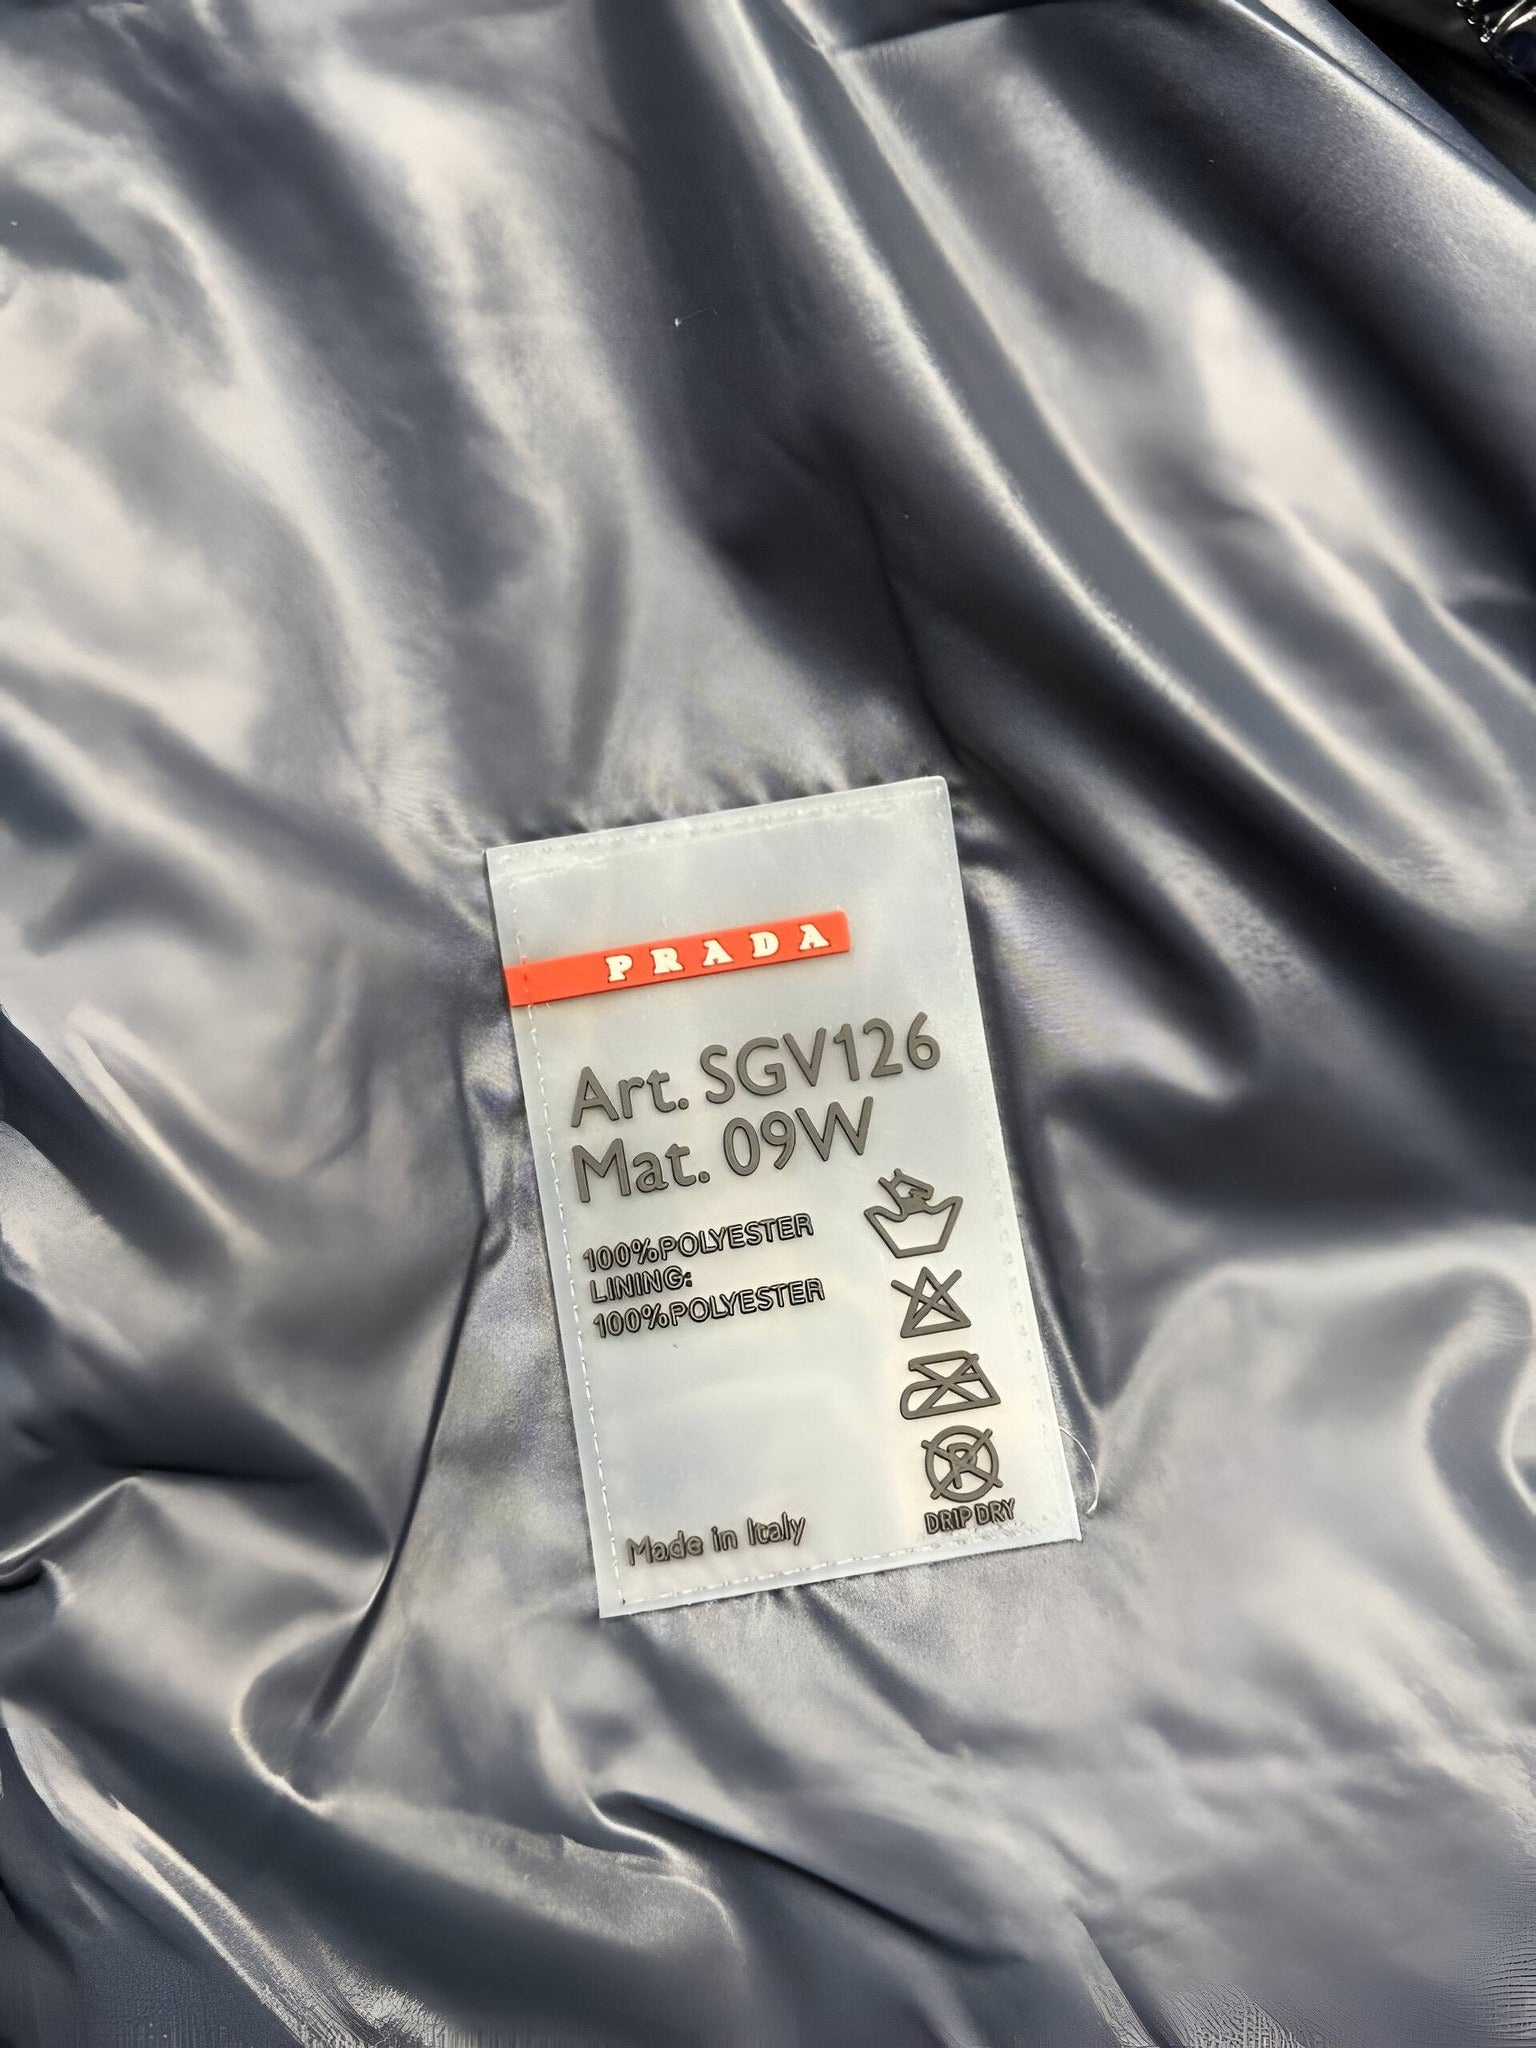 PRADA
Art. SGV126
Mat. 09W
100%POLYESTER
LINING:
100%POLYESTER
P
DRIP DRY
Made in Italy